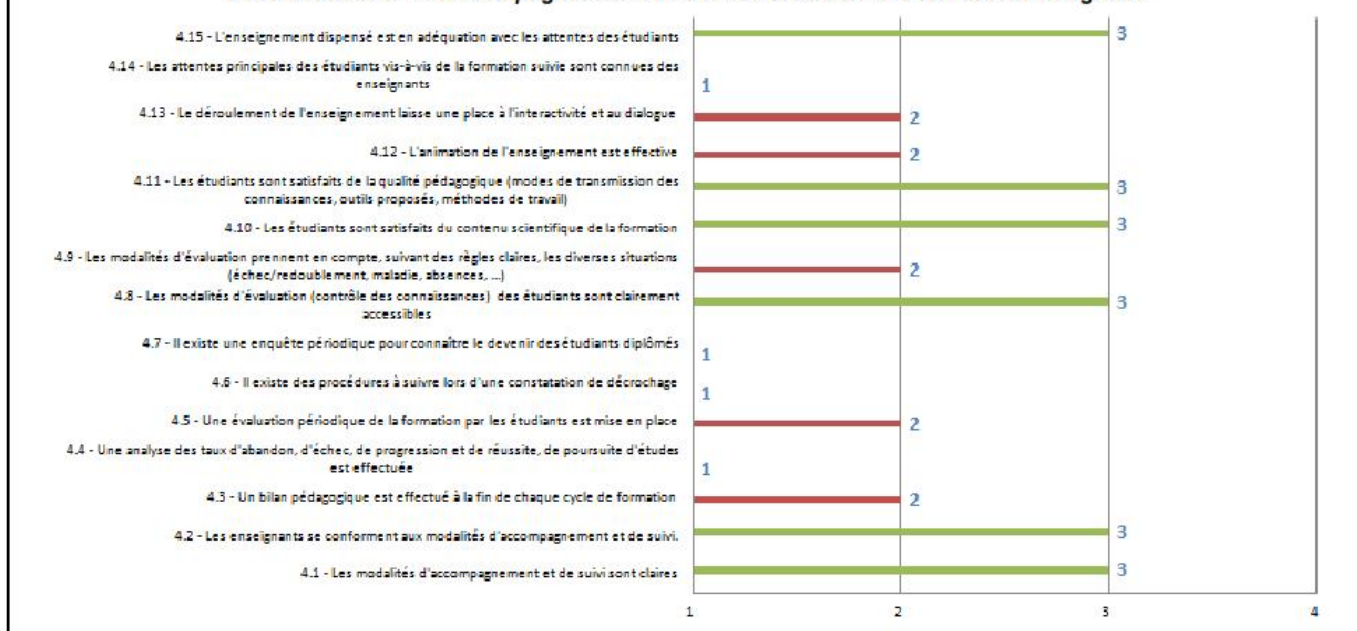 4.15 - L'enseignement dispensé est en adéquation avec les attentes des étudiants
3
4.14 - Les attentes principales des étudiants vis-à-vis de la formation suivie sont connues des
enseignants
1
4.13 - Le déroulement de l'enseignement laisse une place à l'interactivité et au dialogue
2
4.12 - L'animation de l'enseignement est effective
2
4.11 - Les étudiants sont satisfaits de la qualité pédagogique (modes de transmission des
connaissances, outils proposés, méthodes de travail)
3
4.10 - Les étudiants sont satisfaits du contenu scientifique de la formation
3
4.9 - Les modalités d'évaluation prennent en compte, suivant des règles claires, les diverses situations
(échec/redoublement, maladie, absences, ...)
2
4.8 - Les modalités d'évaluation (contrôle des connaissances) des étudiants sont clairement
accessibles
3
4.7 - Il existe une enquête périodique pour connaître le devenir des étudiants diplômés
1
4.6 - Il existe des procédures à suivre lors d'une constatation de décrochage
1
4.5 - Une évaluation périodique de la formation par les étudiants est mise en place
2
4.4 - Une analyse des taux d'abandon, d'échec, de progression et de réussite, de poursuite d'études
est effectuée
1
4.3 - Un bilan pédagogique est effectué à la fin de chaque cycle de formation
2
4.2 - Les enseignants se conforment aux modalités d'accompagnement et de suivi.
3
4.1 - Les modalités d'accompagnement et de suivi sont claires
3
1 2 3 4